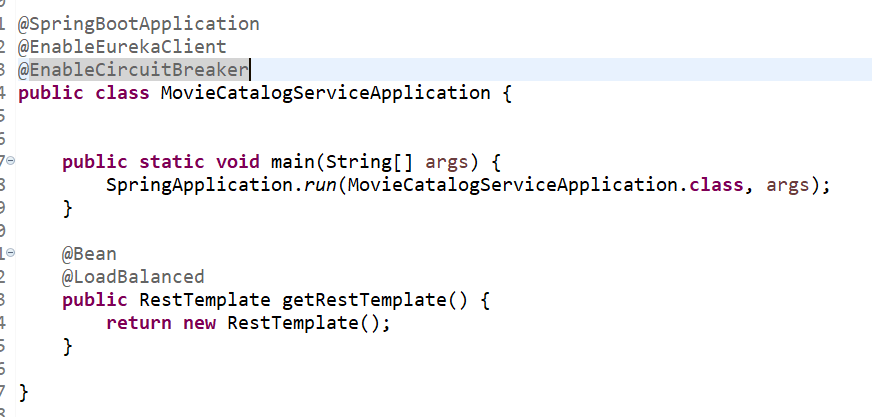 @SpringBootApplication
@EnableEurekaClient
@EnableCircuitBreaker
public class MovieCatalogServiceApplication {
public static void main(String[] args) {
SpringApplication.run(MovieCatalogServiceApplication.class, args);
}
@Bean
@LoadBalanced
public RestTemplate getRestTemplate() {
return new RestTemplate();
}
}